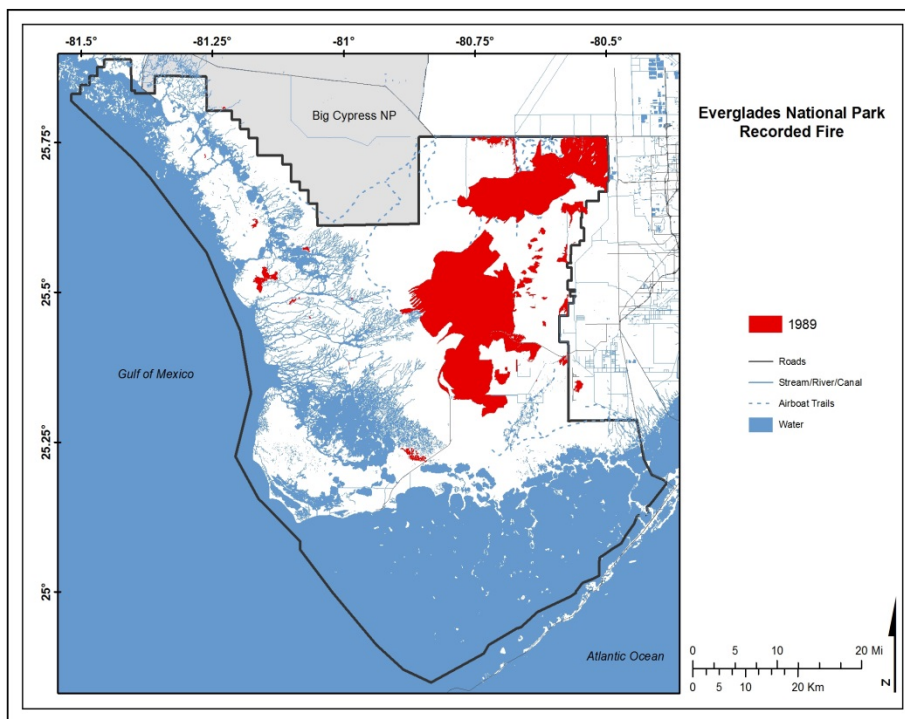 -81.5
-81.25
-81
-80.75
-80.5
Everglades National Park
Recorded Fire
Big Cypress NP
25.75
25.5
25.25
25°
Gulf of Mexico
Atlantic Ocean
1989
Roads
Stream/River/Canal
Airboat Trails
Water
0 5 10 20 Mi
0 5 10 20 Km
N